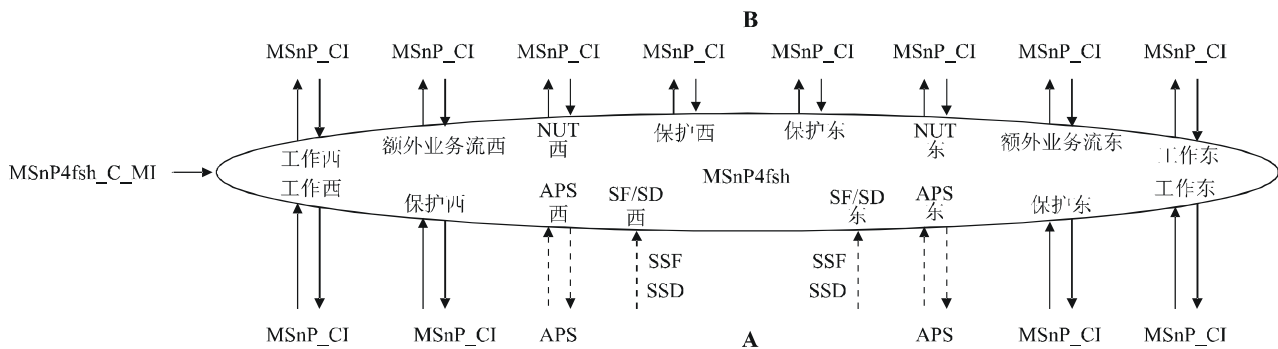 B
MSnP_CI MSnP_CI MSnP_CI MSnP_CI MSnP_CI MSnP_CI MSnP_CI MSnP_CI
工作西 额外业务流西 NUT 西 保护西 保护东 NUT 东 额外业务流东 工作东
MSnP4fsh_C_MI MSnP4fsh
工作西 保护西 APS 西 SF/SD 西 SF/SD 东 APS 东 保护东 工作东
SSF SSF
SSD SSD
MSnP_CI MSnP_CI APS A APS MSnP_CI MSnP_CI